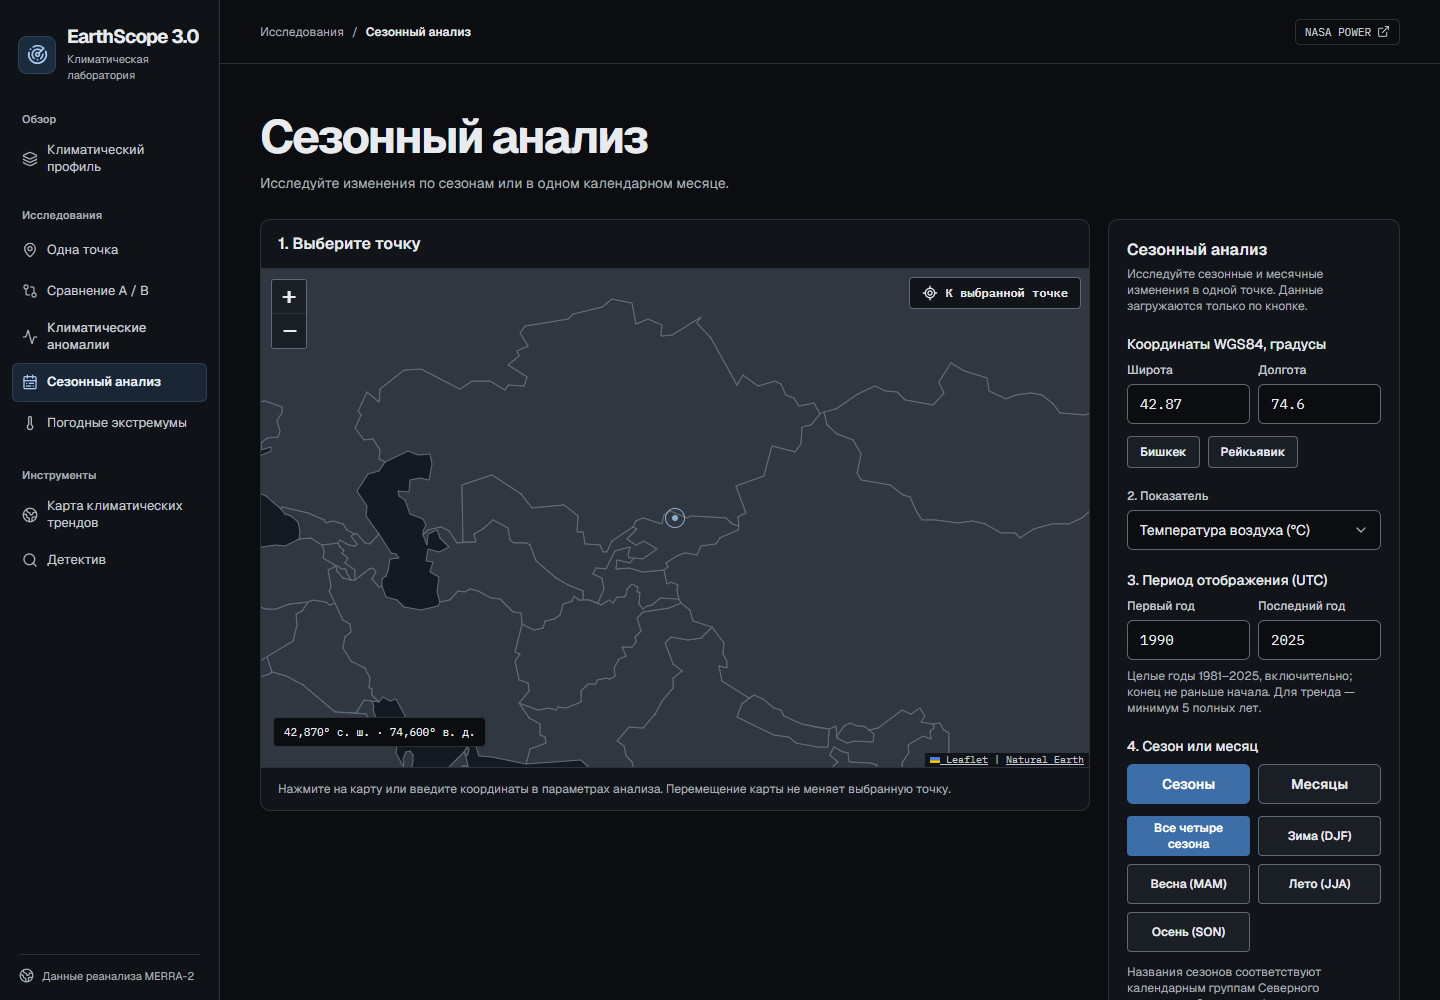 EarthScope 3.0
Климатическая
лаборатория
Обзор
Климатический
профиль
Исследования
Одна точка
Сравнение A / B
Климатические
аномалии
Сезонный анализ
Погодные экстремумы
Инструменты
Карта климатических
трендов
Детектив
Данные реанализа MERRA-2
Исследования / Сезонный анализ
NASA POWER
Сезонный анализ
Исследуйте изменения по сезонам или в одном календарном месяце.
1. Выберите точку
+
−
К выбранной точке
42,870° с. ш. · 74,600° в. д.
Leaflet | Natural Earth
Нажмите на карту или введите координаты в параметрах анализа. Перемещение карты не меняет выбранную точку.
Сезонный анализ
Исследуйте сезонные и месячные
изменения в одной точке. Данные
загружаются только по кнопке.
Координаты WGS84, градусы
Широта Долгота
42.87 74.6
Бишкек Рейкьявик
2. Показатель
Температура воздуха (°C)
3. Период отображения (UTC)
Первый год Последний год
1990 2025
Целые годы 1981–2025, включительно;
конец не раньше начала. Для тренда —
минимум 5 полных лет.
4. Сезон или месяц
Сезоны Месяцы
Все четыре
сезона
Зима (DJF)
Весна (MAM) Лето (JJA)
Осень (SON)
Названия сезонов соответствуют
календарным группам Северного